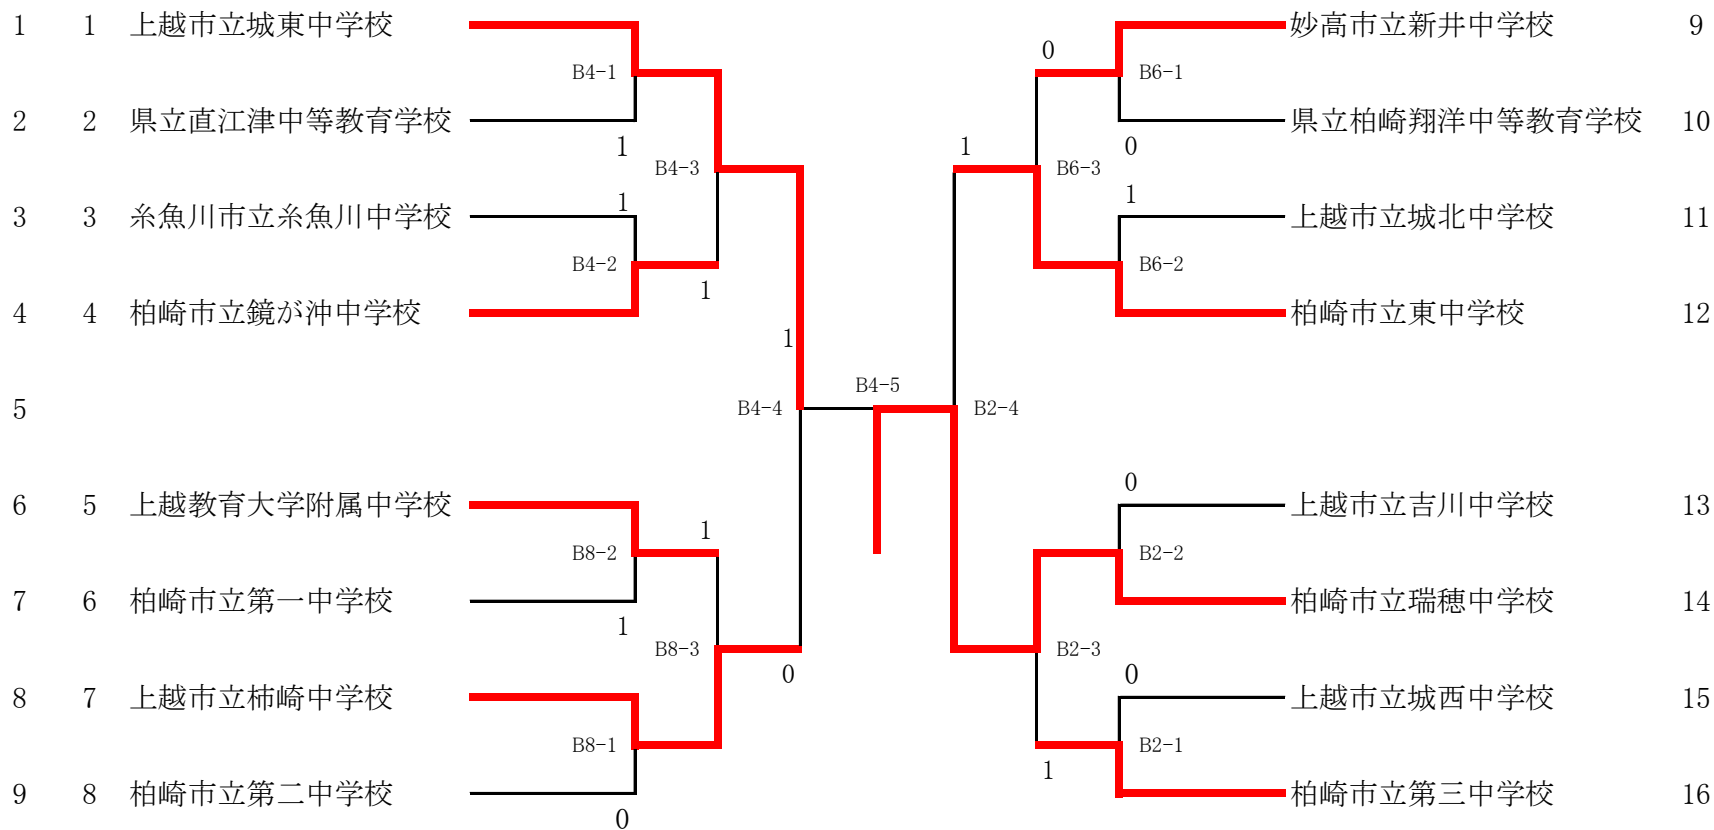 1 1 上越市立城東中学校 妙高市立新井中学校 9
0
B4-1 B6-1
2 2 県立直江津中等教育学校 県立柏崎翔洋中等教育学校 10
1 1 0
B4-3 B6-3
1 1
3 3 糸魚川市立糸魚川中学校 上越市立城北中学校 11
B4-2 B6-2
1
4 4 柏崎市立鏡が沖中学校 柏崎市立東中学校 12
1
B4-5
5 B4-4 B2-4
0
6 5 上越教育大学附属中学校 上越市立吉川中学校 13
1
B8-2 B2-2
7 6 柏崎市立第一中学校 柏崎市立瑞穂中学校 14
1
B8-3 B2-3
0 0
8 7 上越市立柿崎中学校 上越市立城西中学校 15
B8-1 B2-1
1
9 8 柏崎市立第二中学校 柏崎市立第三中学校 16
0